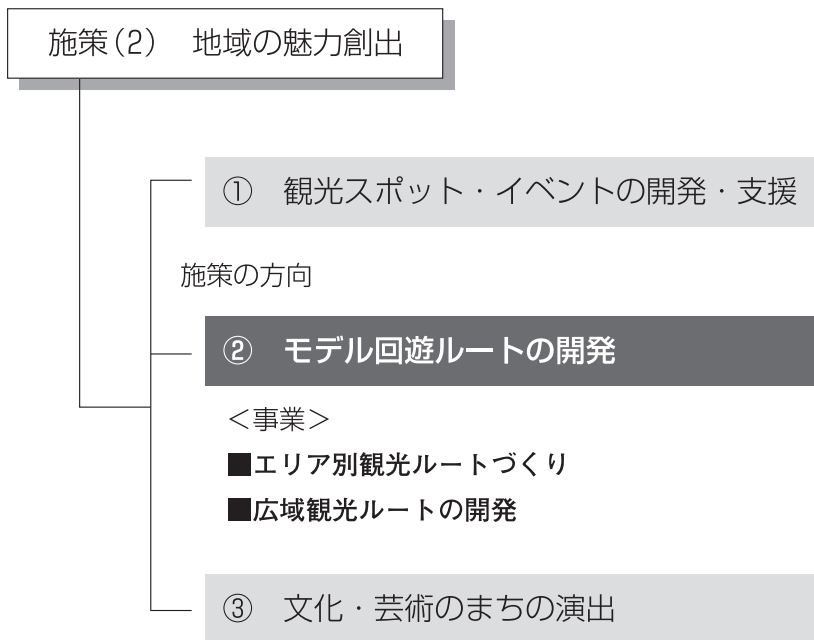 施策(2)　地域の魅力創出
①　観光スポット・イベントの開発・支援
施策の方向
②　モデル回遊ルートの開発
＜事業＞
■エリア別観光ルートづくり
■広域観光ルートの開発
③　文化・芸術のまちの演出